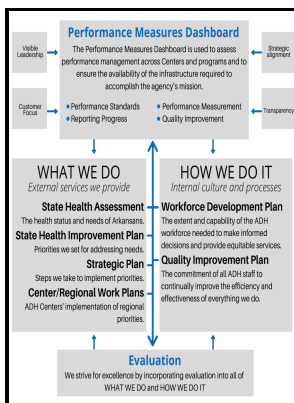 Performance Measures Dashboard
Visible
Leadership
The Performance Measures Dashboard is used to assess
performance management across Centers and programs and to
ensure the availability of the infrastructure required to
accomplish the agency's mission.
Strategic
alignment
Customer
Focus
• Performance Standards
• Reporting Progress
• Performance Measurement
• Quality Improvement
Transparency
WHAT WE DO
External services we provide
State Health Assessment
The health status and needs of Arkansans.
State Health Improvement Plan
Priorities we set for addressing needs.
Strategic Plan
Steps we take to implement priorities.
Center/Regional Work Plans
ADH Centers' implementation of regional
priorities.
HOW WE DO IT
Internal culture and processes
Workforce Development Plan
The extent and capability of the ADH
workforce needed to make informed
decisions and provide equitable services.
Quality Improvement Plan
The commitment of all ADH staff to
continually improve the efficiency and
effectiveness of everything we do.
Evaluation
We strive for excellence by incorporating evaluation into all of
WHAT WE DO and HOW WE DO IT